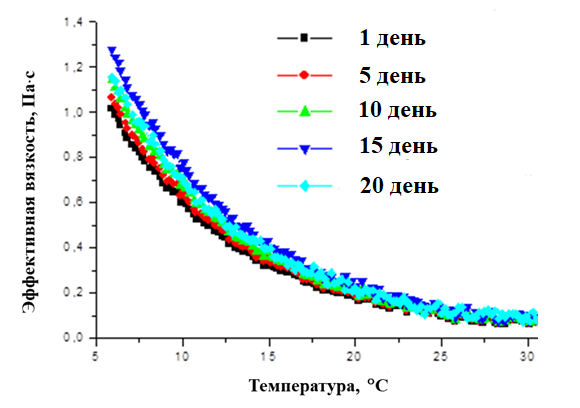 Эффективная вязкость, Па·с
1,4
1,2
1,0
0,8
0,6
0,4
0,2
0,0
5
10
15
20
25
30
Температура, °С
1 день
5 день
10 день
15 день
20 день